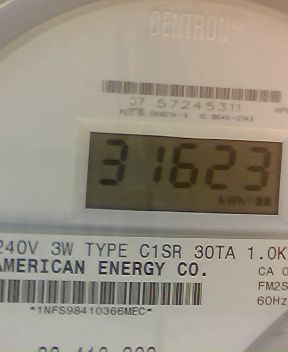 CENTRON®
07 57245311
31623
kWh
240V 3W TYPE C1SR 30TA 1.0K
AMERICAN ENERGY CO.
CA 0
FM2S
60Hz
*1NFS98410366MEC*